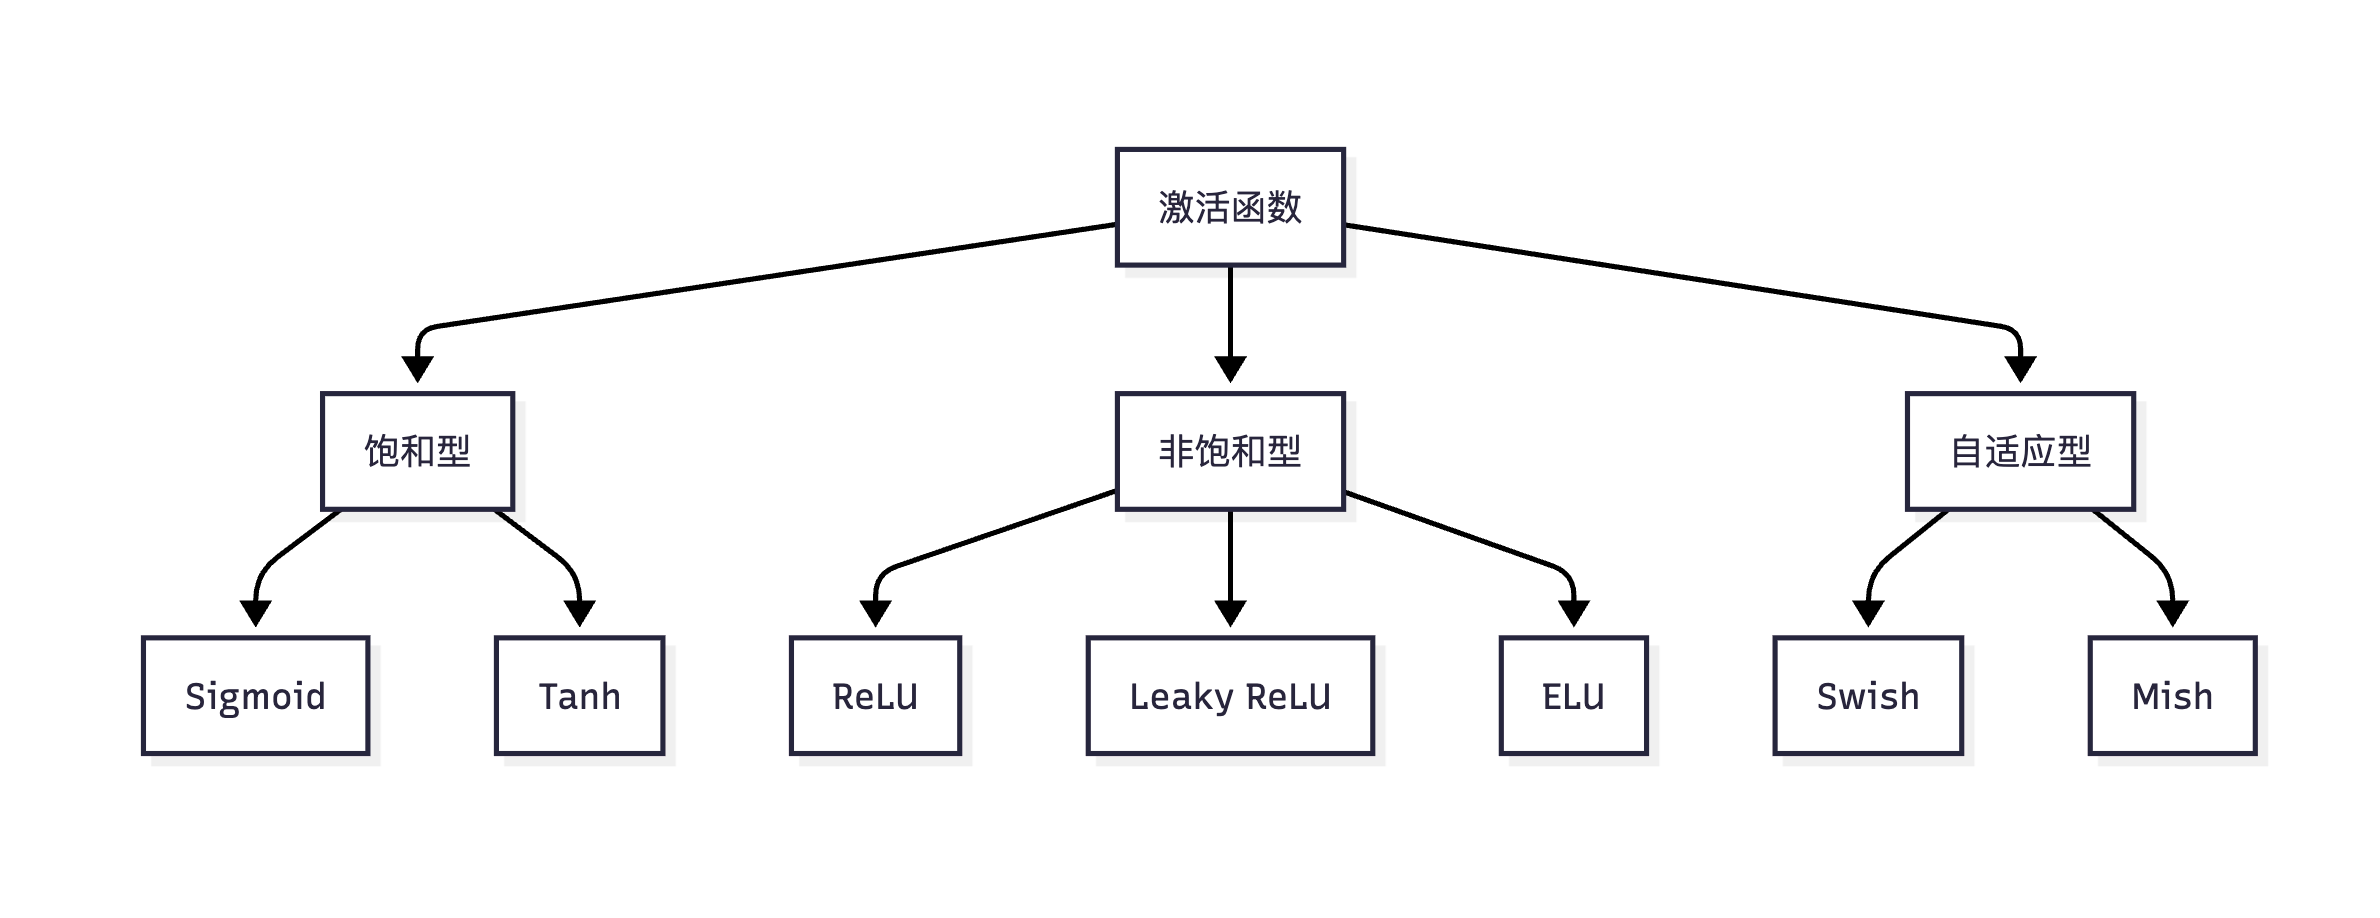 激活函数
饱和型
非饱和型
自适应型
Sigmoid
Tanh
ReLU
Leaky ReLU
ELU
Swish
Mish